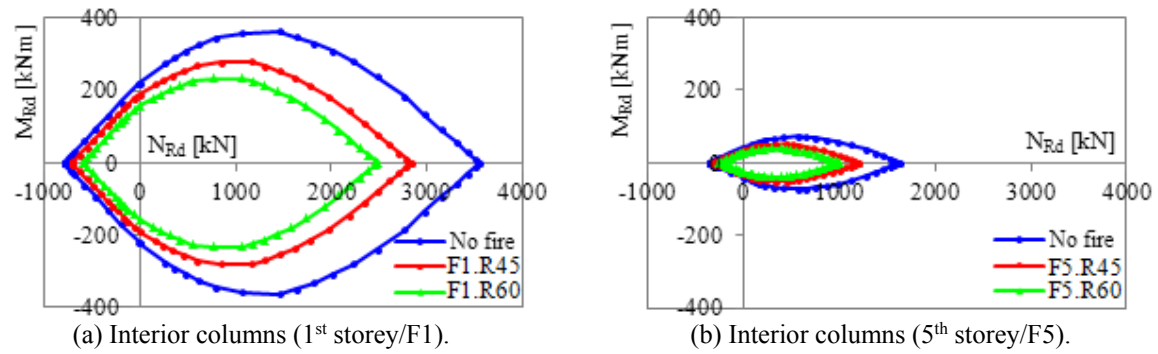 M_Rd [kNm]
400
200
0
-200
-400
-1000
0
1000
2000
3000
4000
N_Rd [kN]
No fire
F1.R45
F1.R60
(a) Interior columns (1st storey/F1).
M_Rd [kNm]
400
200
0
-200
-400
-1000
0
1000
2000
3000
4000
N_Rd [kN]
No fire
F5.R45
F5.R60
(b) Interior columns (5th storey/F5).